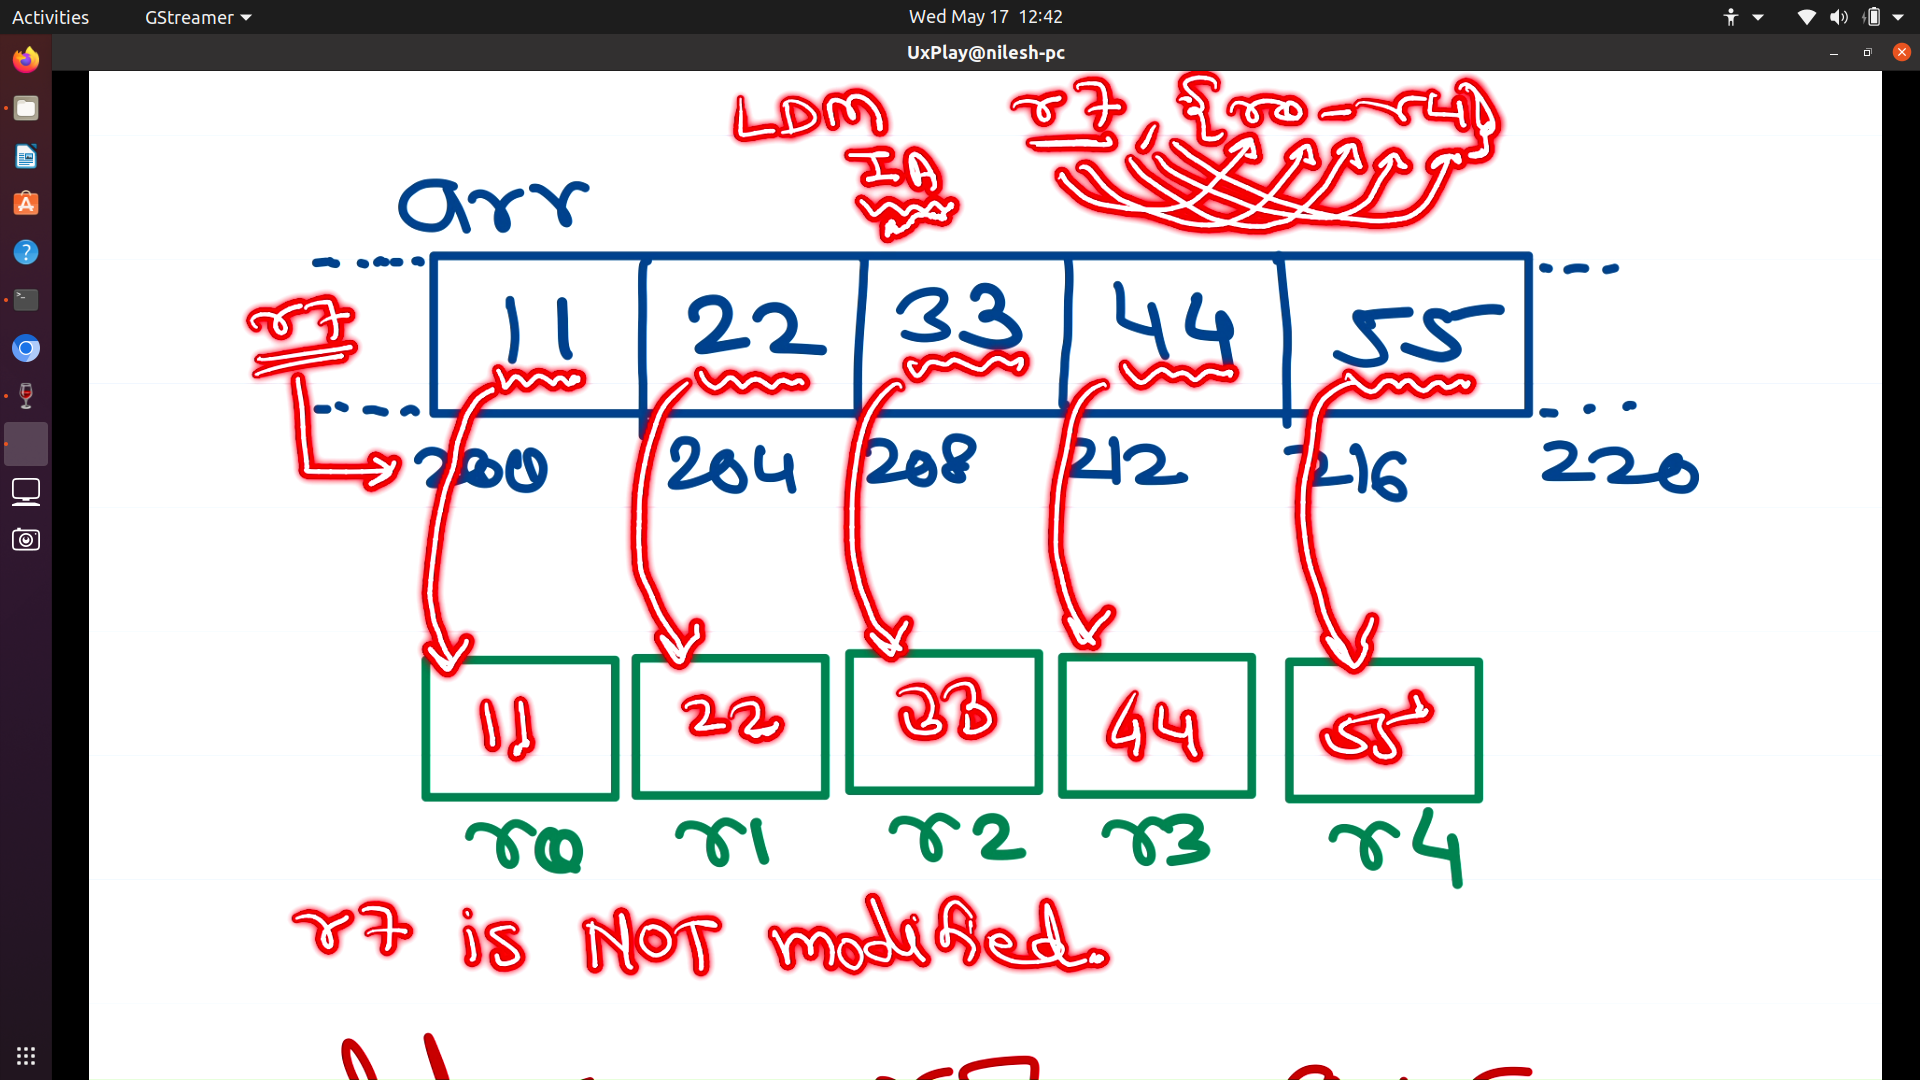 Activities GStreamer Wed May 17 12:42
UxPlay@nilesh-pc
LDM r7, {r0-r4}
IA
arr
r7
11 22 33 44 55
200 204 208 212 216 220
11 22 33 44 55
r0 r1 r2 r3 r4
r7 is NOT modified.